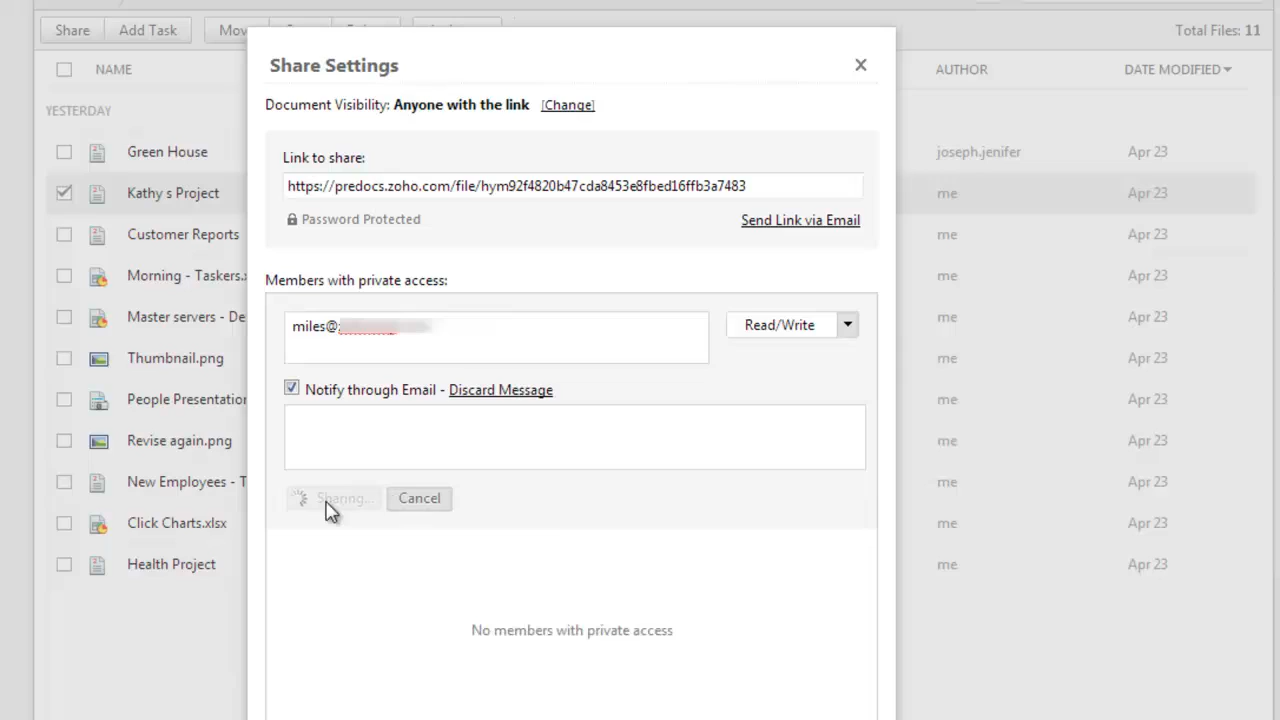 Share
Add Task
Mov
Total Files: 11
NAME
AUTHOR
DATE MODIFIED
YESTERDAY
Green House
joseph.jenifer
Apr 23
Kathy s Project
me
Apr 23
Customer Reports
me
Apr 23
Morning - Taskers.x
me
Apr 23
Master servers - De
me
Apr 23
Thumbnail.png
me
Apr 23
People Presentation
me
Apr 23
Revise again.png
me
Apr 23
New Employees - T
me
Apr 23
Click Charts.xlsx
me
Apr 23
Health Project
me
Apr 23
Share Settings
Document Visibility: Anyone with the link [Change]
Link to share:
https://predocs.zoho.com/file/hym92f4820b47cda8453e8fbed16ffb3a7483
Password Protected
Send Link via Email
Members with private access:
miles@
Read/Write
Notify through Email - Discard Message
Sharing...
Cancel
No members with private access